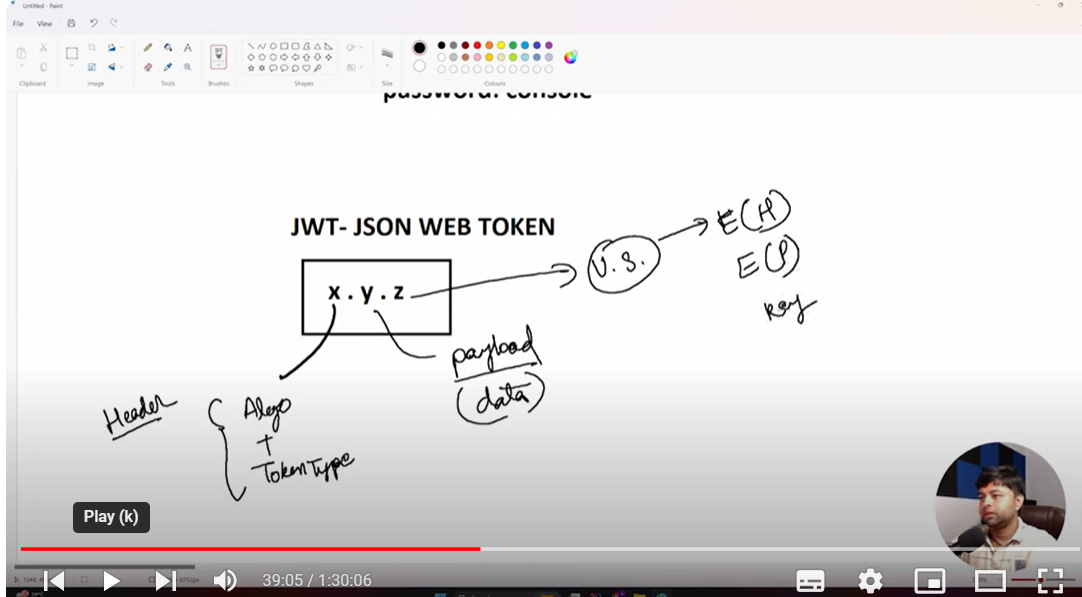 Untitled - Paint
File View
Clipboard Image Tools Brushes Shapes Size Colours
password: console
JWT- JSON WEB TOKEN
x . y . z
V.S.
E(H)
E(P)
Key
payload
(data)
Header
Algo
+
Token Type
Play (k)
39:05 / 1:30:06